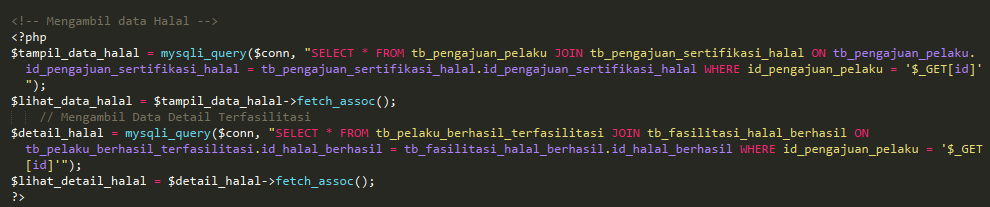 <!-- Mengambil data Halal -->
<?php
$tampil_data_halal = mysqli_query($conn, "SELECT * FROM tb_pengajuan_pelaku JOIN tb_pengajuan_sertifikasi_halal ON tb_pengajuan_pelaku.
id_pengajuan_sertifikasi_halal = tb_pengajuan_sertifikasi_halal.id_pengajuan_sertifikasi_halal WHERE id_pengajuan_pelaku = '$_GET[id]'
");
$lihat_data_halal = $tampil_data_halal->fetch_assoc();
// Mengambil Data Detail Terfasilitasi
$detail_halal = mysqli_query($conn, "SELECT * FROM tb_pelaku_berhasil_terfasilitasi JOIN tb_fasilitasi_halal_berhasil ON
tb_pelaku_berhasil_terfasilitasi.id_halal_berhasil = tb_fasilitasi_halal_berhasil.id_halal_berhasil WHERE id_pengajuan_pelaku = '$_GET
[id]'");
$lihat_detail_halal = $detail_halal->fetch_assoc();
?>